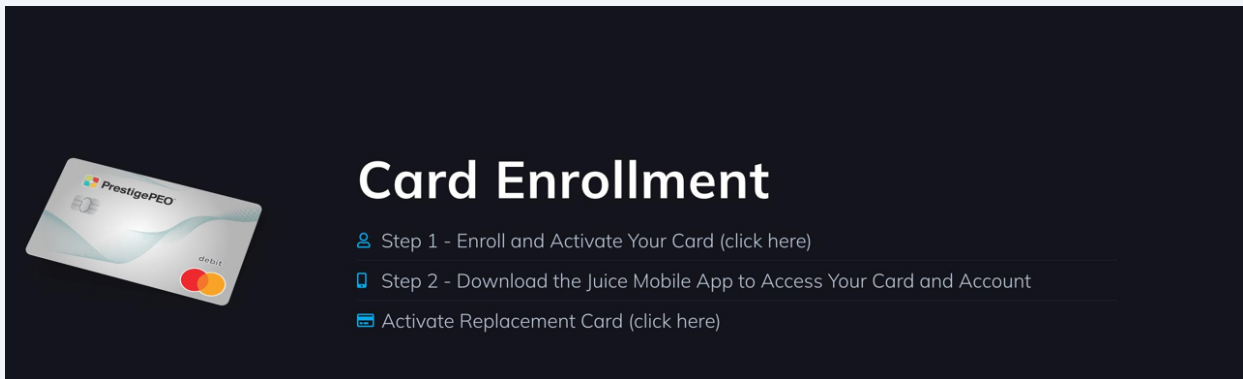 PrestigePEO
debit
Card Enrollment
Step 1 - Enroll and Activate Your Card (click here)
Step 2 - Download the Juice Mobile App to Access Your Card and Account
Activate Replacement Card (click here)